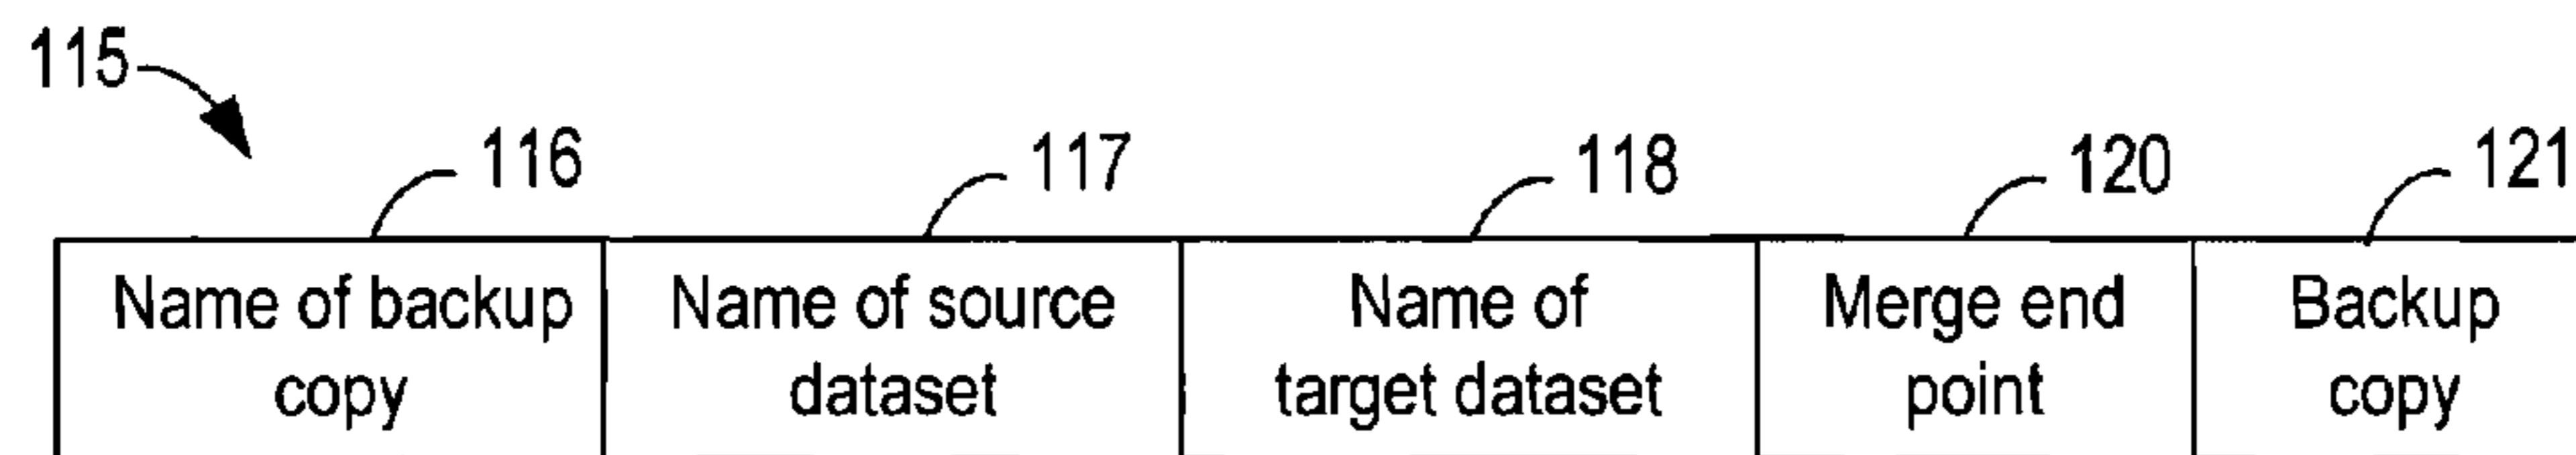 115
116
117
118
120
121
Name of backup
copy
Name of source
dataset
Name of
target dataset
Merge end
point
Backup
copy